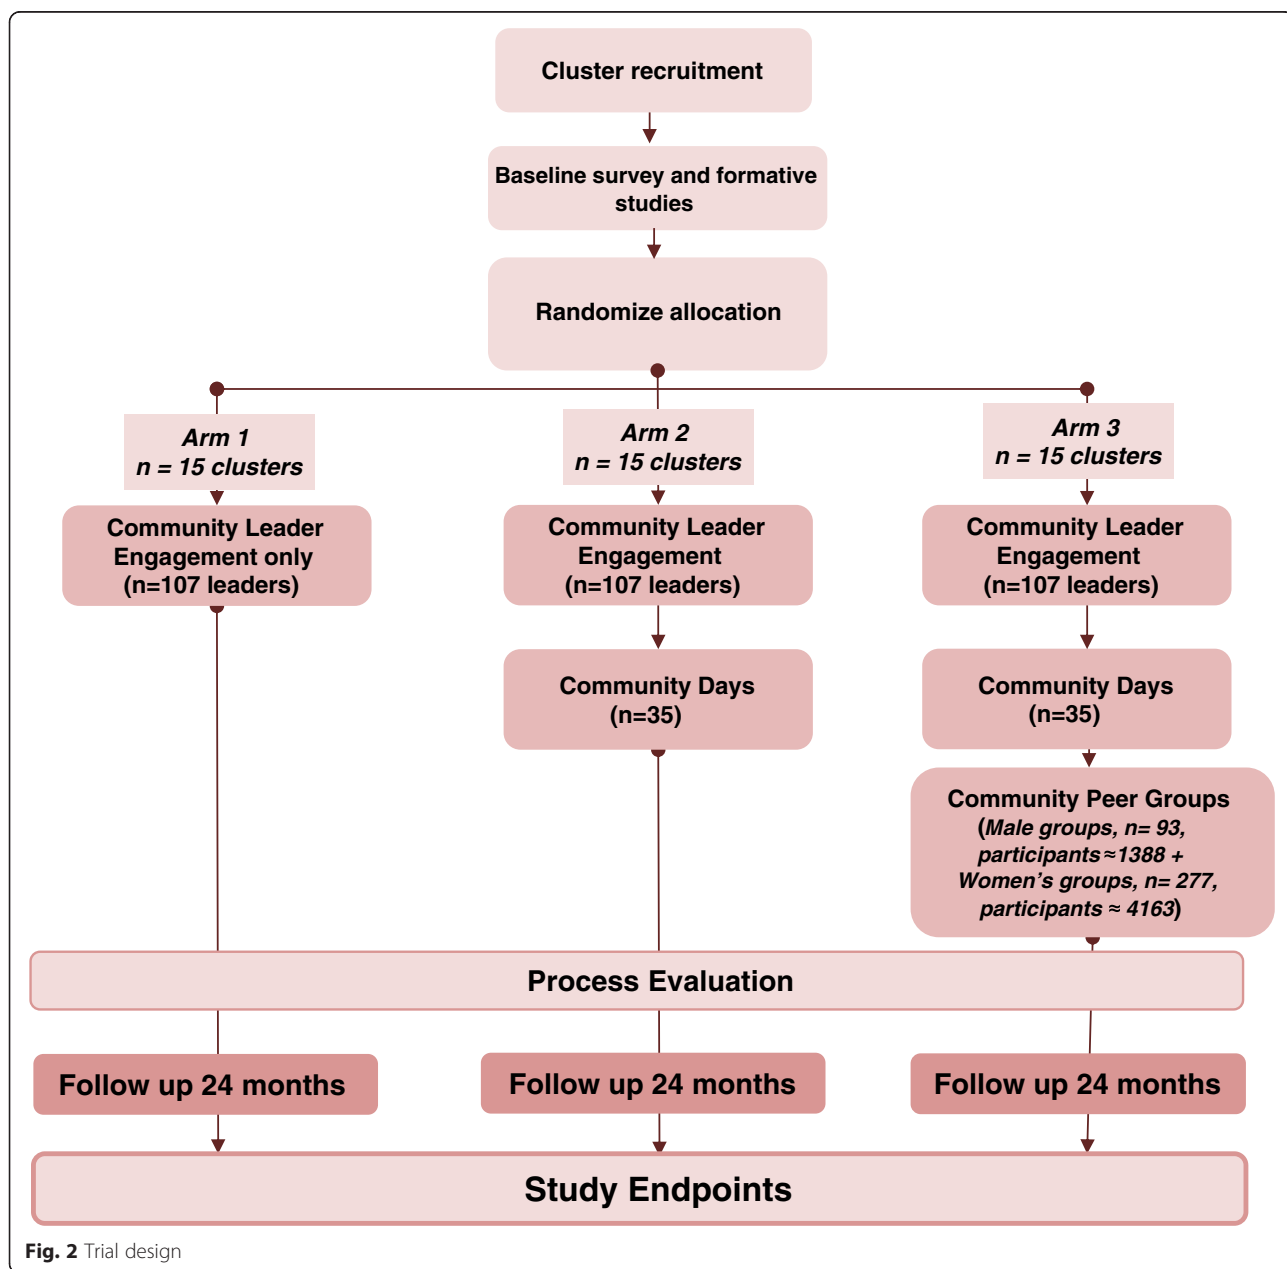 Cluster recruitment
Baseline survey and formative
studies
Randomize allocation
Arm 1
n = 15 clusters
Arm 2
n = 15 clusters
Arm 3
n = 15 clusters
Community Leader
Engagement only
(n=107 leaders)
Community Leader
Engagement
(n=107 leaders)
Community Leader
Engagement
(n=107 leaders)
Community Days
(n=35)
Community Days
(n=35)
Community Peer Groups
(Male groups, n= 93,
participants ≈1388 +
Women's groups, n= 277,
participants ≈ 4163)
Process Evaluation
Follow up 24 months
Follow up 24 months
Follow up 24 months
Study Endpoints
Fig. 2 Trial design